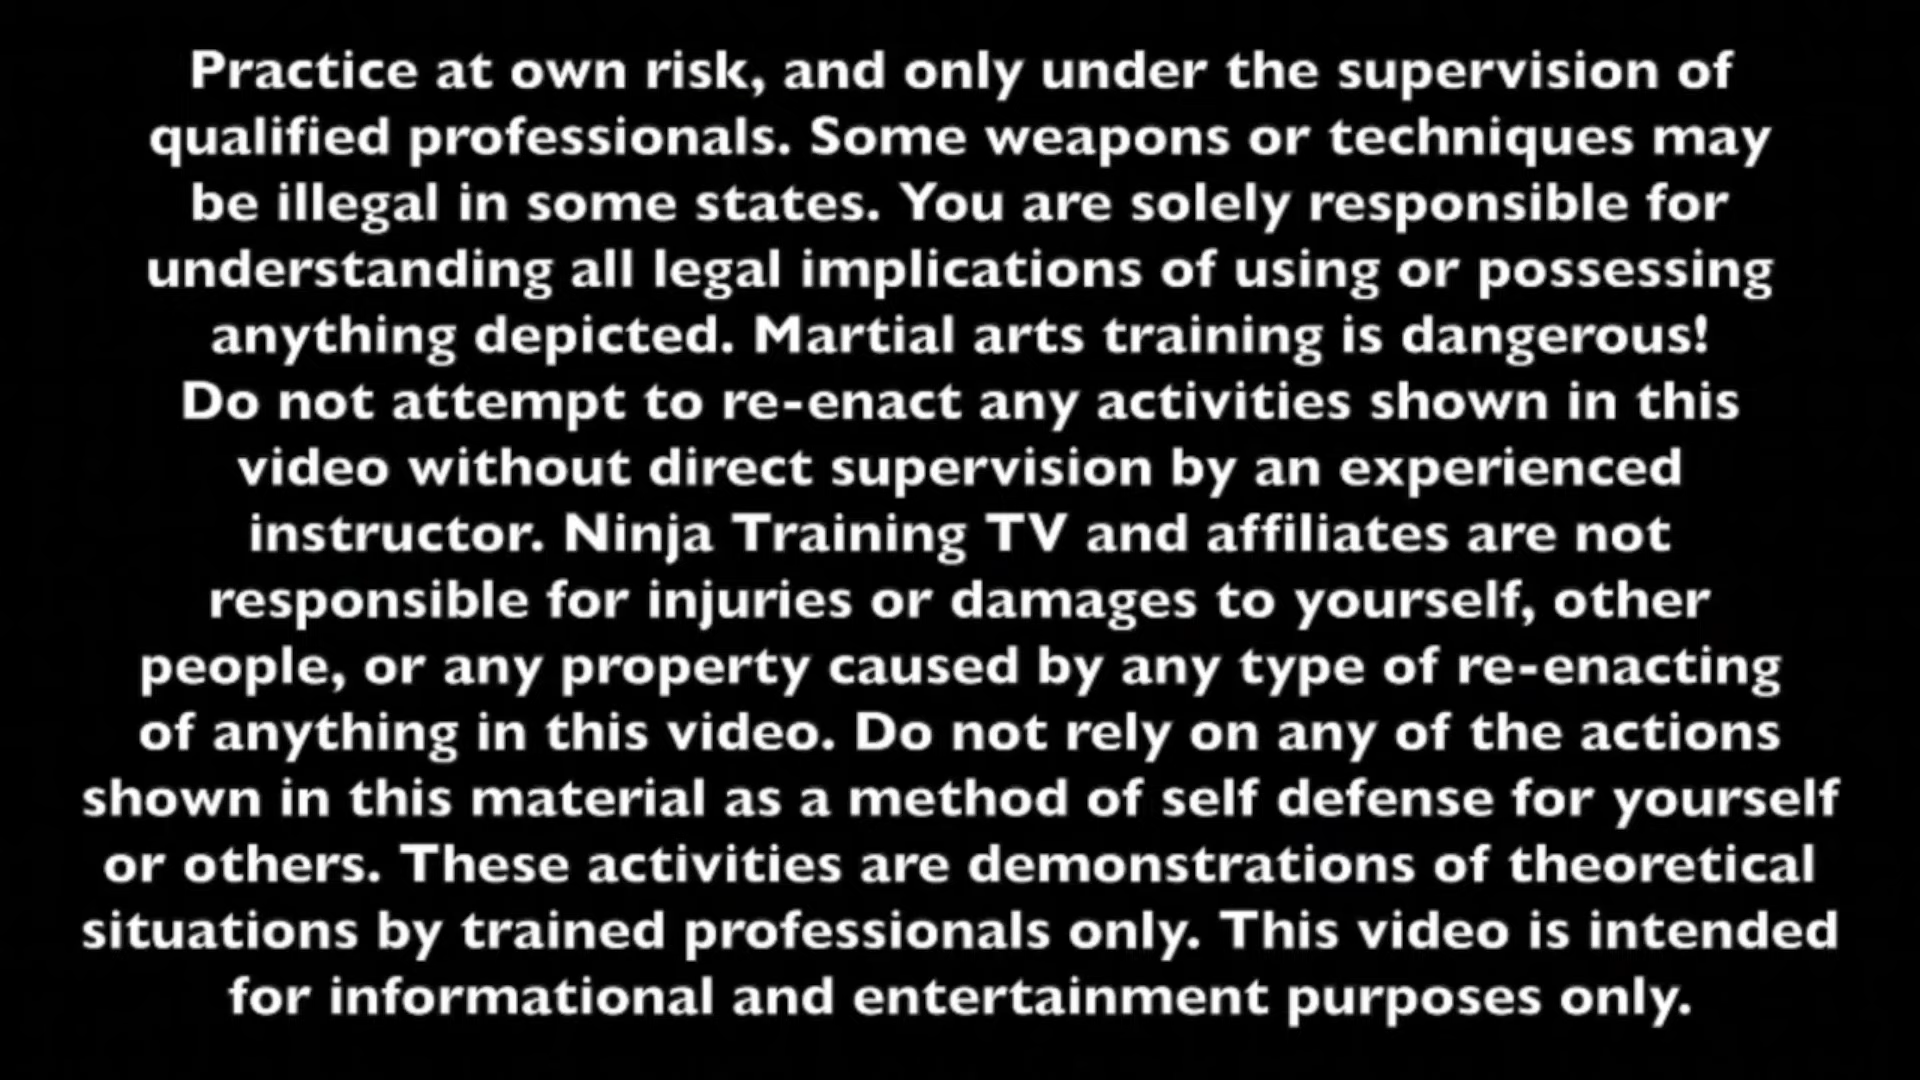 Practice at own risk, and only under the supervision of
qualified professionals. Some weapons or techniques may
be illegal in some states. You are solely responsible for
understanding all legal implications of using or possessing
anything depicted. Martial arts training is dangerous!
Do not attempt to re-enact any activities shown in this
video without direct supervision by an experienced
instructor. Ninja Training TV and affiliates are not
responsible for injuries or damages to yourself, other
people, or any property caused by any type of re-enacting
of anything in this video. Do not rely on any of the actions
shown in this material as a method of self defense for yourself
or others. These activities are demonstrations of theoretical
situations by trained professionals only. This video is intended
for informational and entertainment purposes only.